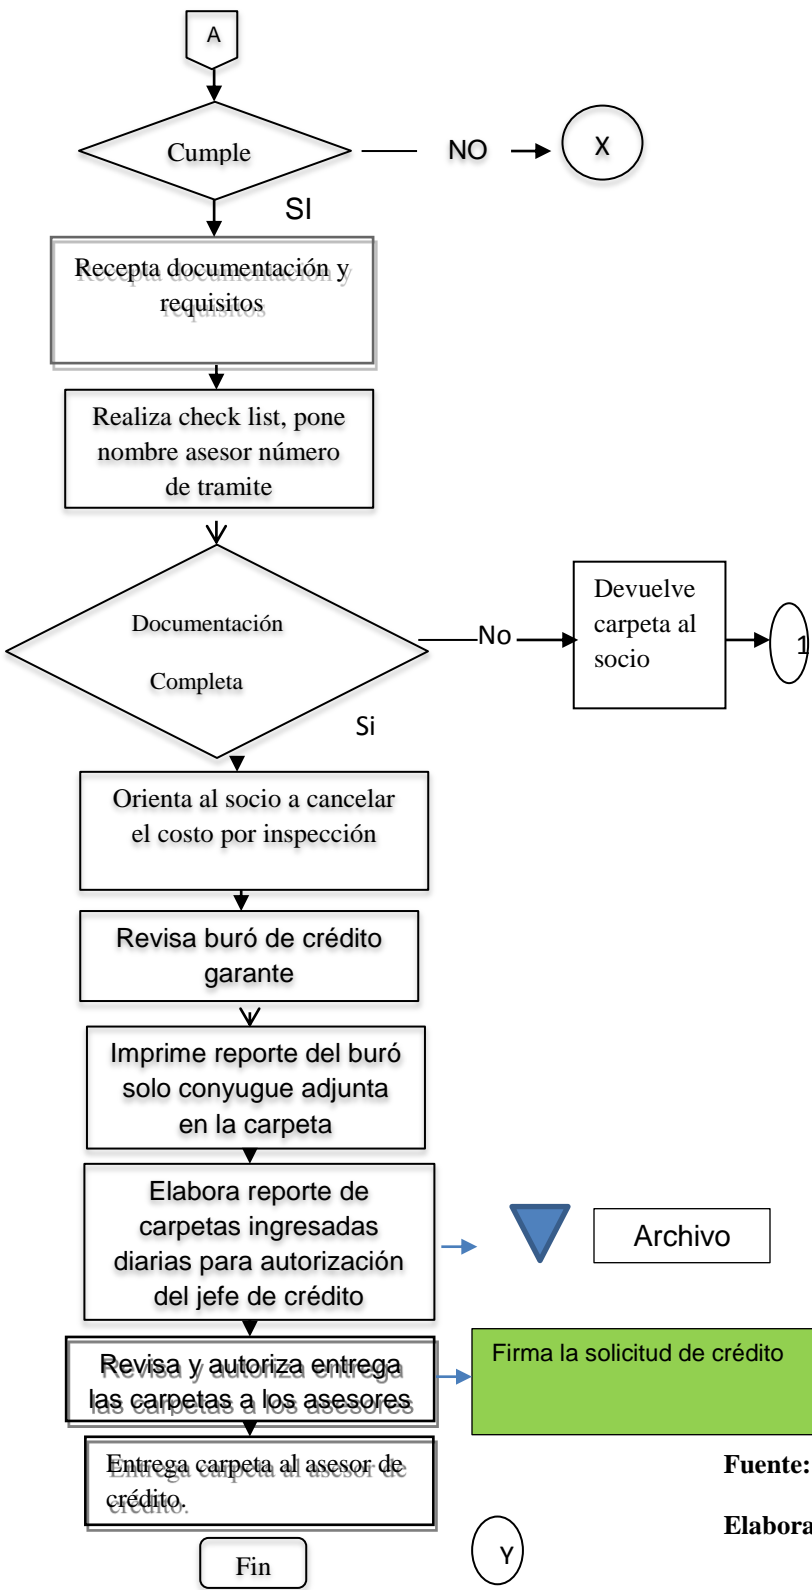 A
Cumple
NO
X
SI
Recepta documentación y
requisitos
Realiza check list, pone
nombre asesor número
de tramite
Documentación
Completa
No
Devuelve
carpeta al
socio
1
Si
Orienta al socio a cancelar
el costo por inspección
Revisa buró de crédito
garante
Imprime reporte del buró
solo conyugue adjunta
en la carpeta
Elabora reporte de
carpetas ingresadas
diarias para autorización
del jefe de crédito
Archivo
Revisa y autoriza entrega
las carpetas a los asesores
Firma la solicitud de crédito
Entrega carpeta al asesor de
crédito.
Fuente:
Elabora
Fin
Y